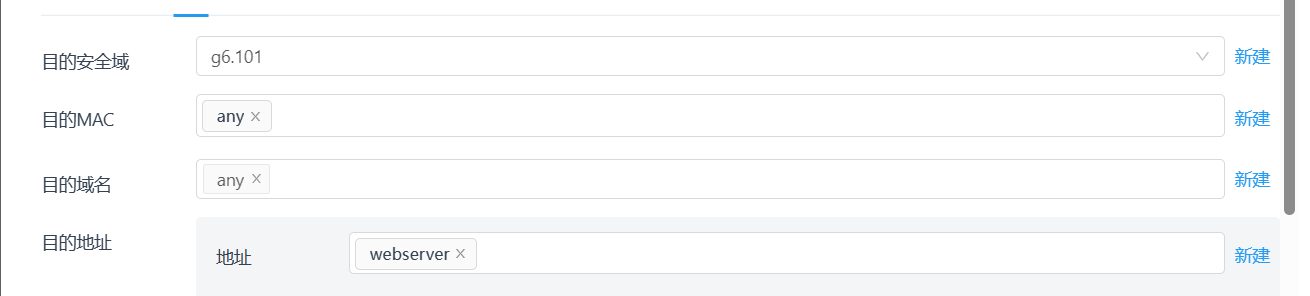 目的安全域 g6.101 新建
目的MAC any 新建
目的域名 any 新建
目的地址 地址 webserver 新建